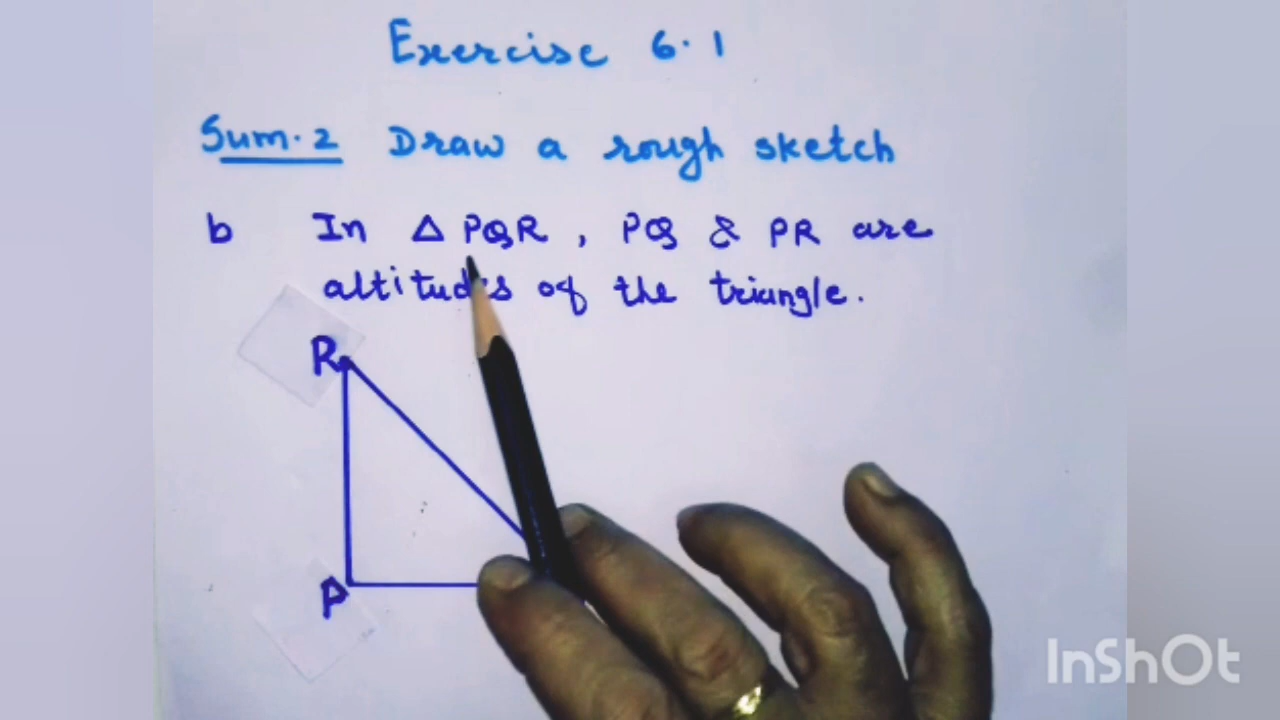 Exercise 6.1
Sum.2 Draw a rough sketch
b In △ PQR, PQ & PR are
altitudes of the triangle.
R
P
InShOt